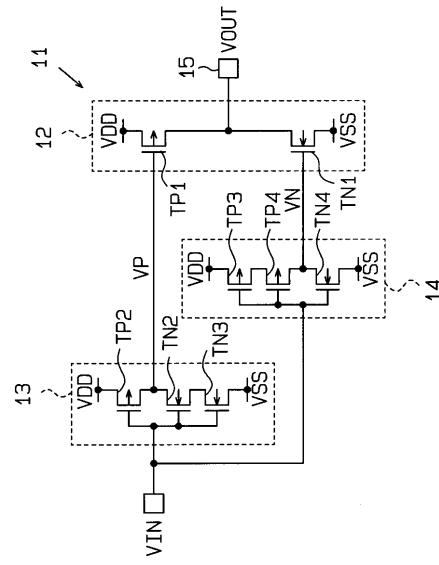 11
12
VDD
15
VOUT
TP1
VP
13
VDD
TP2
TN2
TN3
VSS
VIN
VDD
TP3
TP4
VN
TN4
TN1
VSS
VSS
14